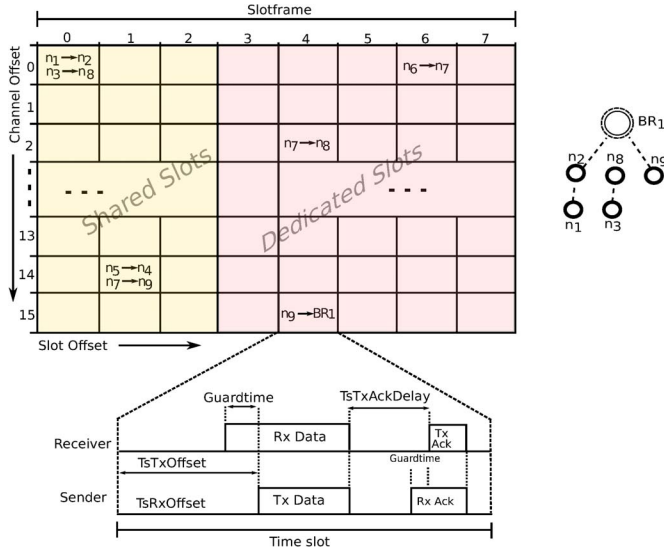 Slotframe
0 1 2 3 4 5 6 7
Channel Offset
0
n1→n2
n3→n8
n6→n7
1
2
n7→n8
Shared Slots
Dedicated Slots
13
14
n5→n4
n7→n9
15
n9→BR1
Slot Offset
BR1
n2 n8 n9
n1 n3
Guardtime
TsTxAckDelay
Receiver
Rx Data
Tx
Ack
TsTxOffset
Guardtime
Sender
TsRxOffset
Tx Data
Rx Ack
Time slot